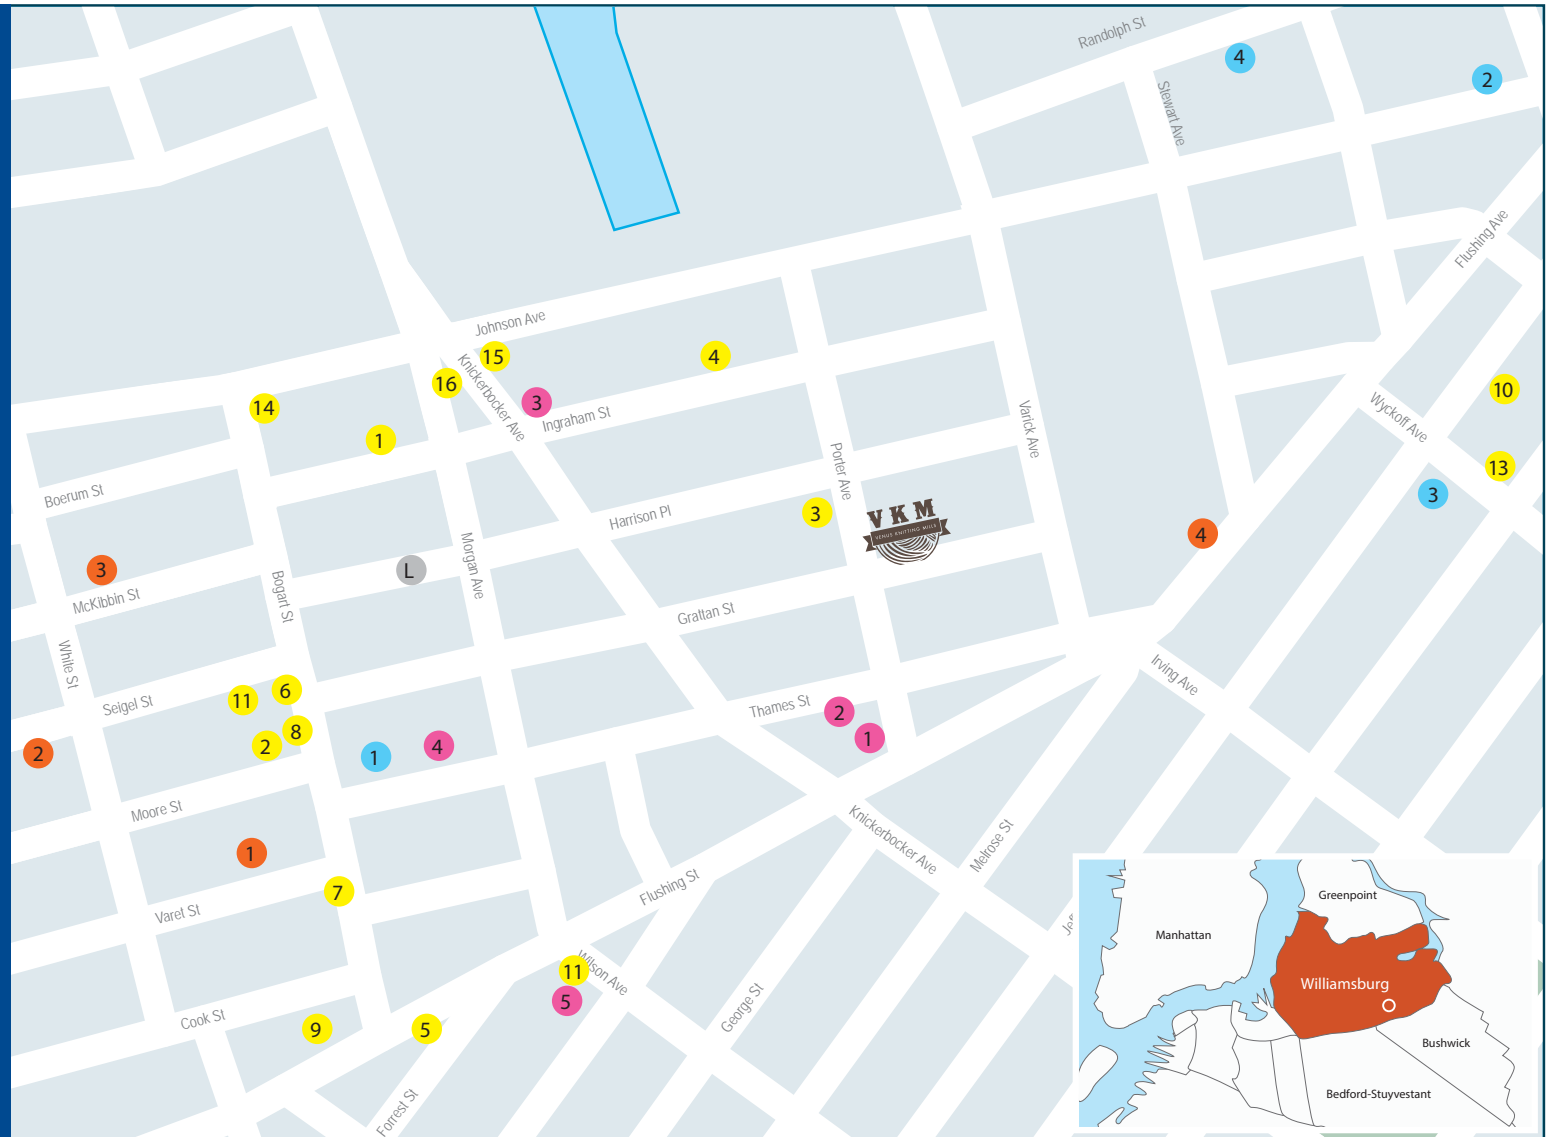 Randolph St
4
2
Stewart Ave
Flushing Ave
Johnson Ave
15
4
16
Knickerbocker Ave
3
Ingraham St
14
1
10
Wyckoff Ave
Varick Ave
13
3
Boerum St
Porter Ave
Harrison Pl
3
VKM
VENUS KNITTING MILLS
4
Morgan Ave
L
3
McKibbin St
Bogart St
Grattan St
While St
Irving Ave
Seigel St
11
6
8
2
Thames St
2
1
2
1
4
Moore St
1
Knickerbocker Ave
Melrose St
7
Flushing St
Varet St
Jeff
Wilson Ave
11
5
George St
Cook St
9
5
Forrest St
Greenpoint
Manhattan
Williamsburg
Bushwick
Bedford-Stuyvestant